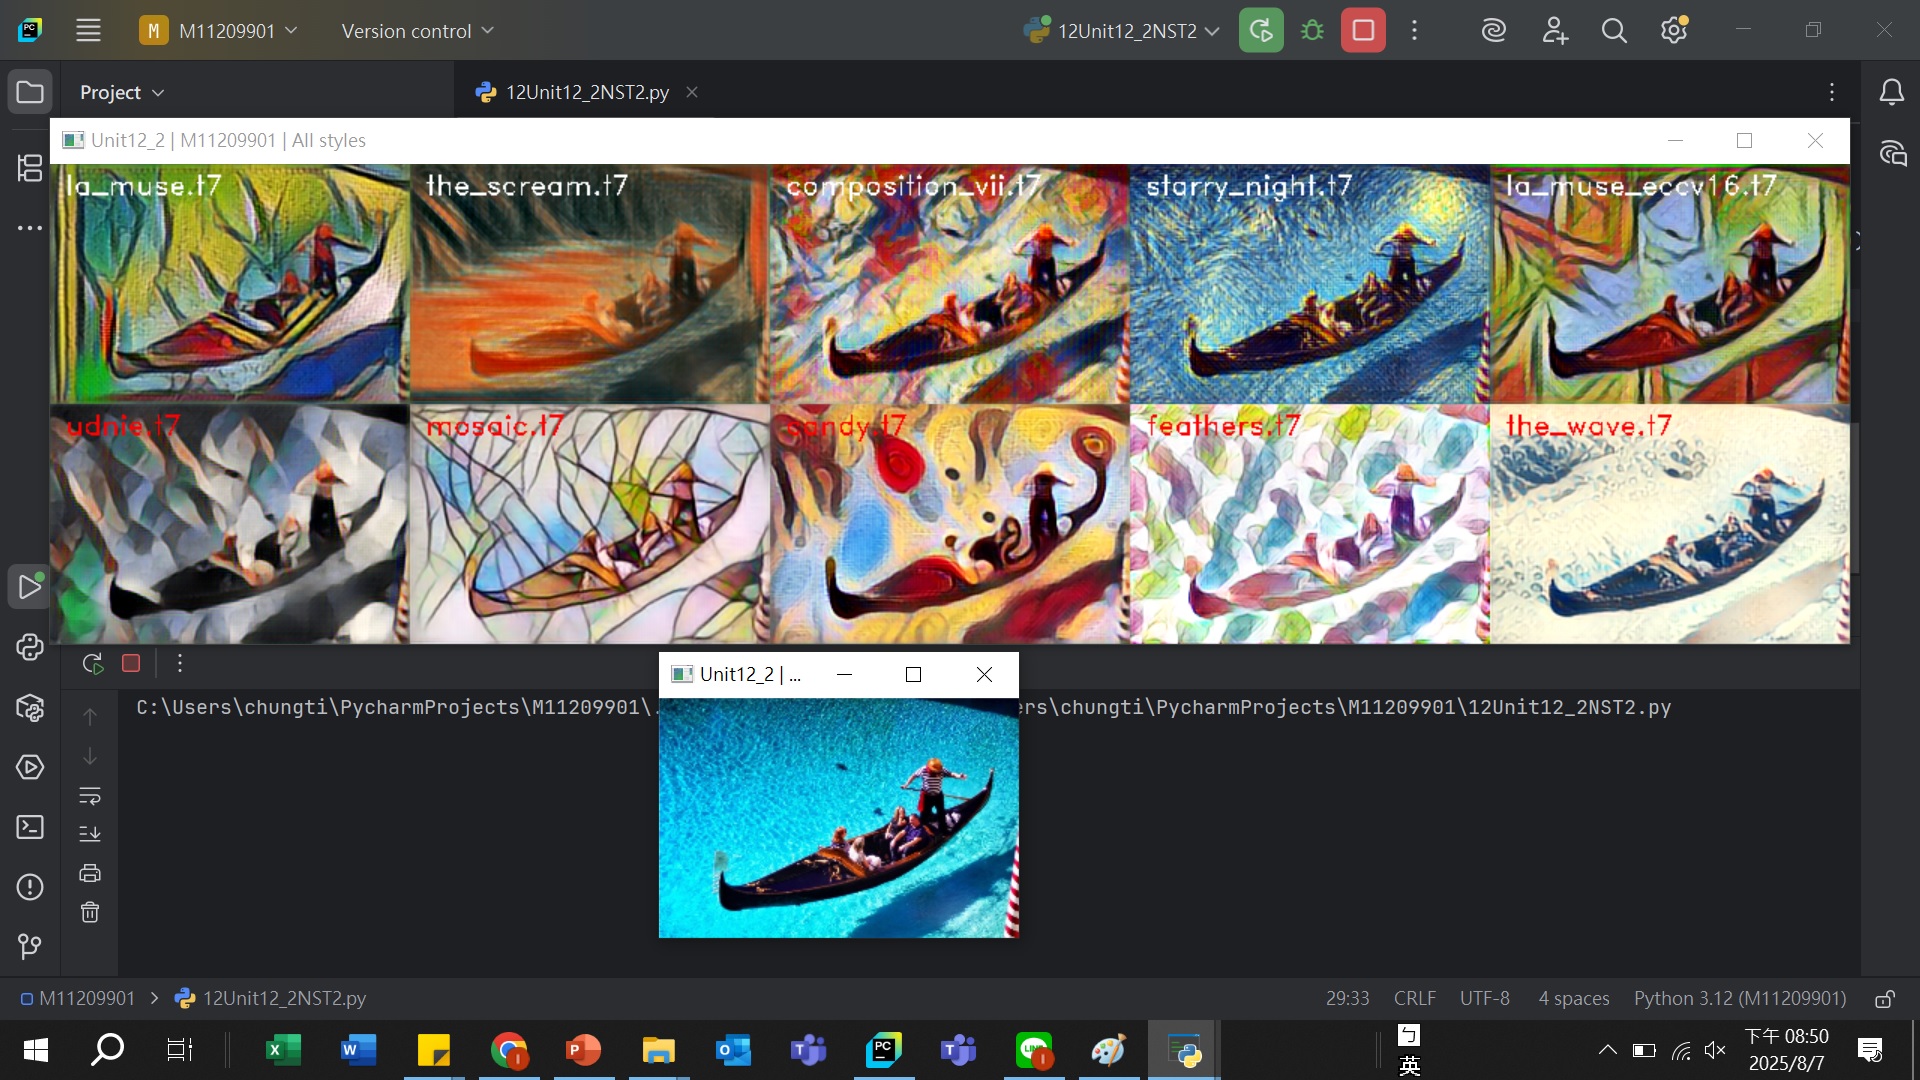 M M11209901 Version control 12Unit12_2NST2
Project 12Unit12_2NST2.py
Unit12_2 | M11209901 | All styles
la_muse.t7 the_scream.t7 composition_vii.t7 starry_night.t7 la_muse_eccv16.t7
udnie.t7 mosaic.t7 candy.t7 feathers.t7 the_wave.t7
Unit12_2 | ...
C:\Users\chungti\PycharmProjects\M11209901\. rs\chungti\PycharmProjects\M11209901\12Unit12_2NST2.py
M11209901 > 12Unit12_2NST2.py 29:33 CRLF UTF-8 4 spaces Python 3.12 (M11209901)
ㄅ
英
下午 08:50
2025/8/7